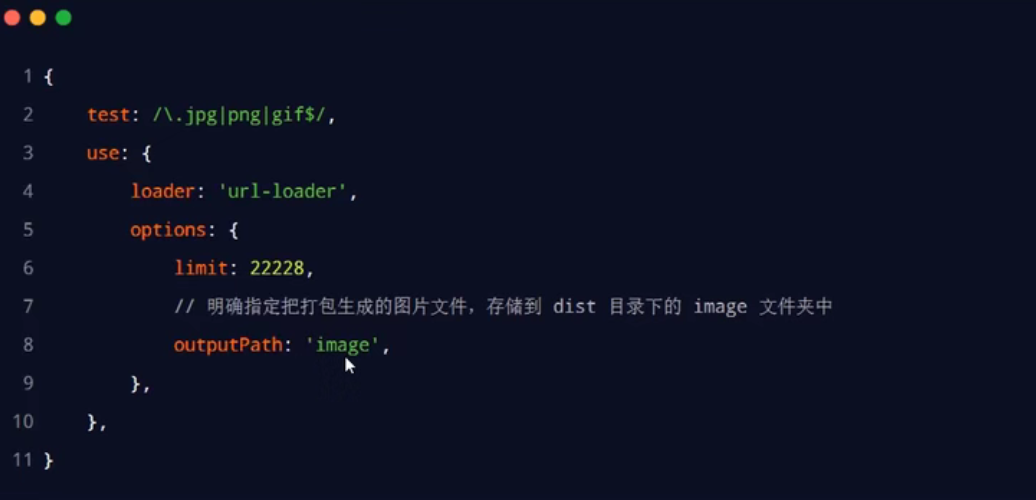 1 {
2     test: /\.jpg|png|gif$/,
3     use: {
4         loader: 'url-loader',
5         options: {
6             limit: 22228,
7             // 明确指定把打包生成的图片文件，存储到 dist 目录下的 image 文件夹中
8             outputPath: 'image',
9         },
10     },
11 }